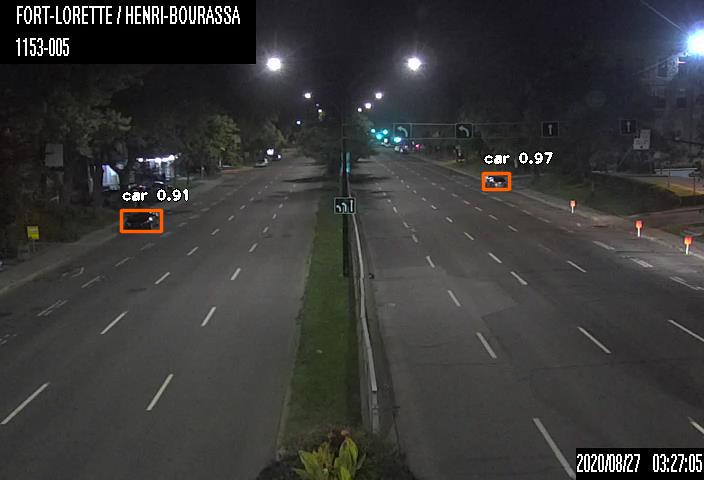 FORT-LORETTE / HENRI-BOURASSA
1153-005
car 0.97
car 0.91
2020/08/27 03:27:05